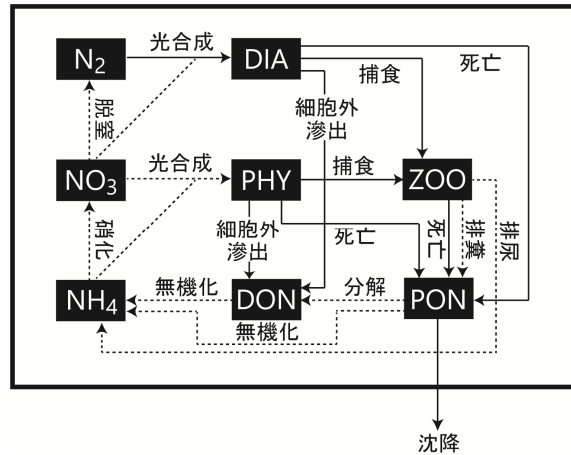 光合成
N2
DIA
死亡
捕食
細胞外
滲出
脱窒
光合成
NO3
PHY
捕食
ZOO
細胞外
滲出
死亡
死亡
排糞
排尿
硝化
無機化
分解
NH4
DON
PON
無機化
沈降